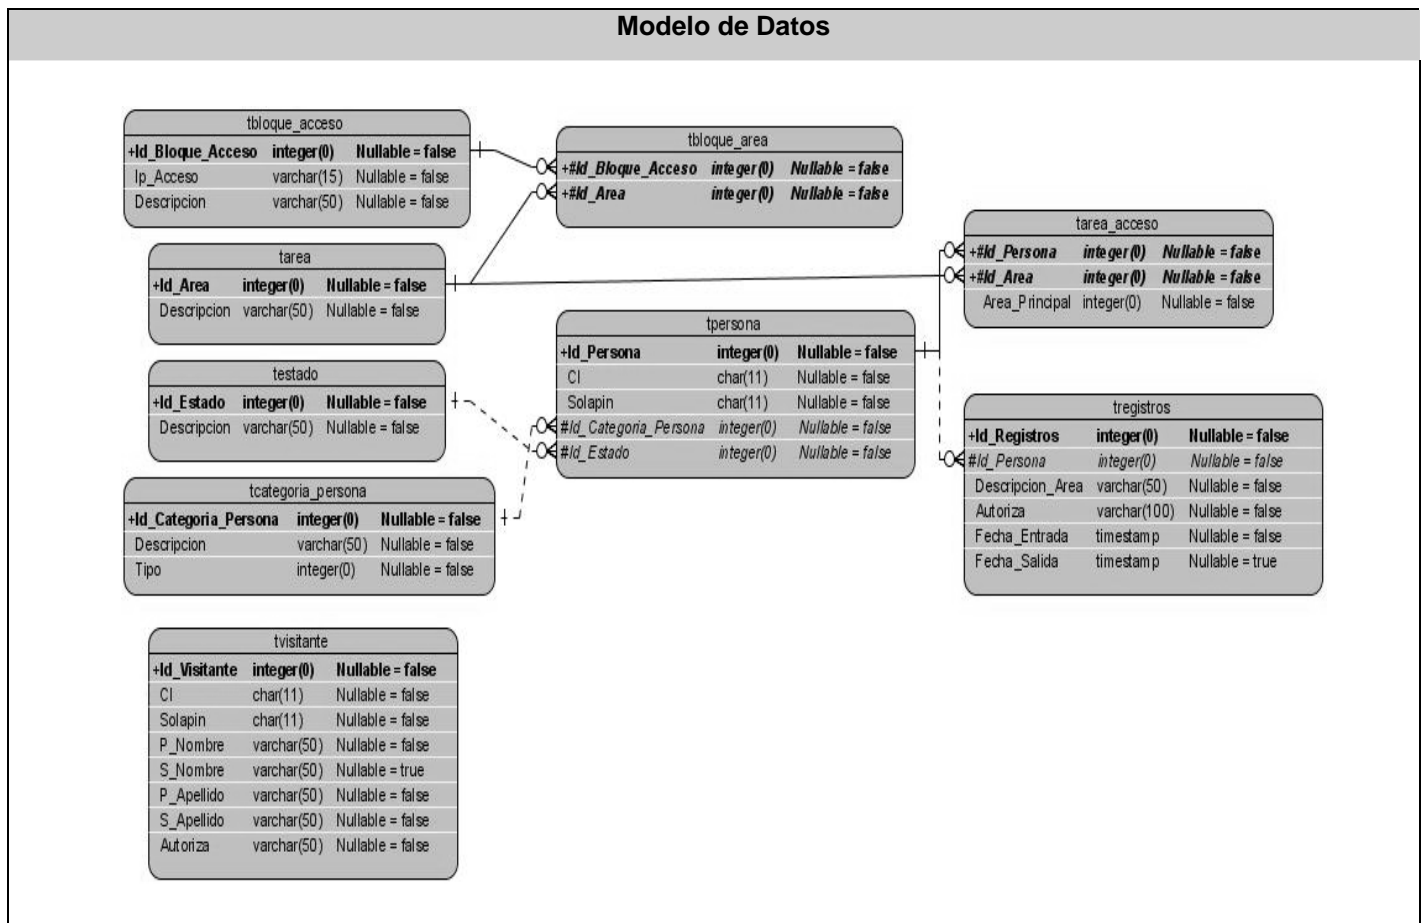 Modelo de Datos
tbloque_acceso
+Id_Bloque_Acceso integer(0) Nullable = false
Ip_Acceso varchar(15) Nullable = false
Descripcion varchar(50) Nullable = false
tbloque_area
+#Id_Bloque_Acceso integer(0) Nullable = false
+#Id_Area integer(0) Nullable = false
tarea_acceso
+#Id_Persona integer(0) Nullable = false
+#Id_Area integer(0) Nullable = false
Area_Principal integer(0) Nullable = false
tarea
+Id_Area integer(0) Nullable = false
Descripcion varchar(50) Nullable = false
tpersona
+Id_Persona integer(0) Nullable = false
CI char(11) Nullable = false
Solapin char(11) Nullable = false
#Id_Categoria_Persona integer(0) Nullable = false
#Id_Estado integer(0) Nullable = false
testado
+Id_Estado integer(0) Nullable = false
Descripcion varchar(50) Nullable = false
tregistros
+Id_Registros integer(0) Nullable = false
#Id_Persona integer(0) Nullable = false
Descripcion_Area varchar(50) Nullable = false
Autoriza varchar(100) Nullable = false
Fecha_Entrada timestamp Nullable = false
Fecha_Salida timestamp Nullable = true
tcategoria_persona
+Id_Categoria_Persona integer(0) Nullable = false
Descripcion varchar(50) Nullable = false
Tipo integer(0) Nullable = false
tvisitante
+Id_Visitante integer(0) Nullable = false
CI char(11) Nullable = false
Solapin char(11) Nullable = false
P_Nombre varchar(50) Nullable = false
S_Nombre varchar(50) Nullable = true
P_Apellido varchar(50) Nullable = false
S_Apellido varchar(50) Nullable = false
Autoriza varchar(50) Nullable = false